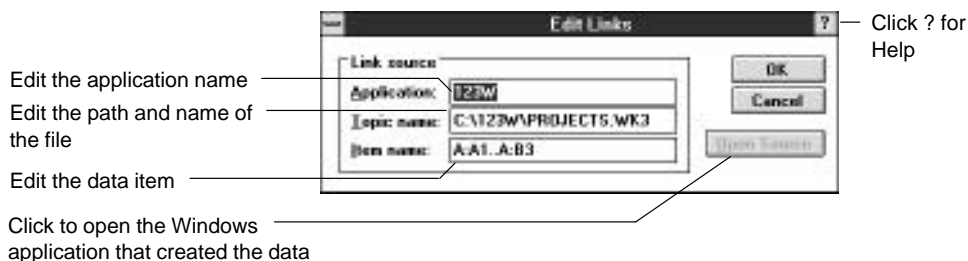 Edit Links
?
Click ? for
Help
Link source
Application: 123W
Topic name: C:\123W\PROJECTS.WK3
Item name: A:A1..A:B3
OK
Cancel
Open Source
Edit the application name
Edit the path and name of
the file
Edit the data item
Click to open the Windows
application that created the data